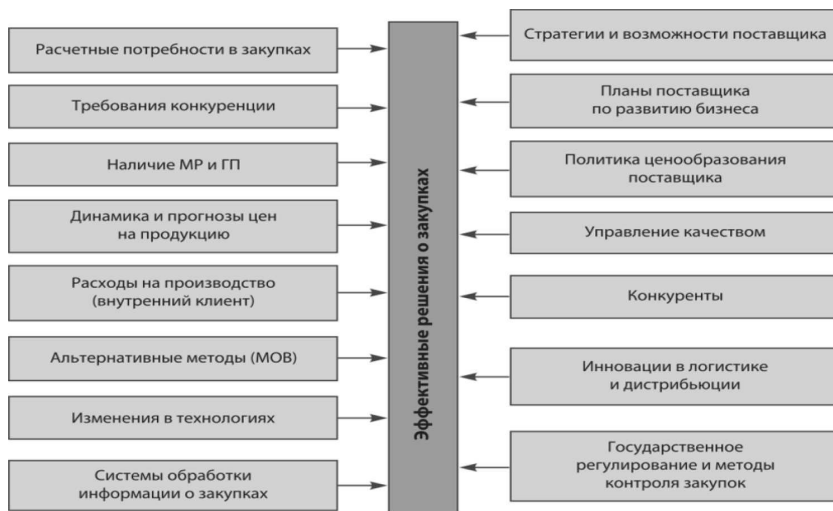 Расчетные потребности в закупках
Требования конкуренции
Наличие МР и ГП
Динамика и прогнозы цен
на продукцию
Расходы на производство
(внутренний клиент)
Альтернативные методы (МОВ)
Изменения в технологиях
Системы обработки
информации о закупках
Эффективные решения о закупках
Стратегии и возможности поставщика
Планы поставщика
по развитию бизнеса
Политика ценообразования
поставщика
Управление качеством
Конкуренты
Инновации в логистике
и дистрибьюции
Государственное
регулирование и методы
контроля закупок